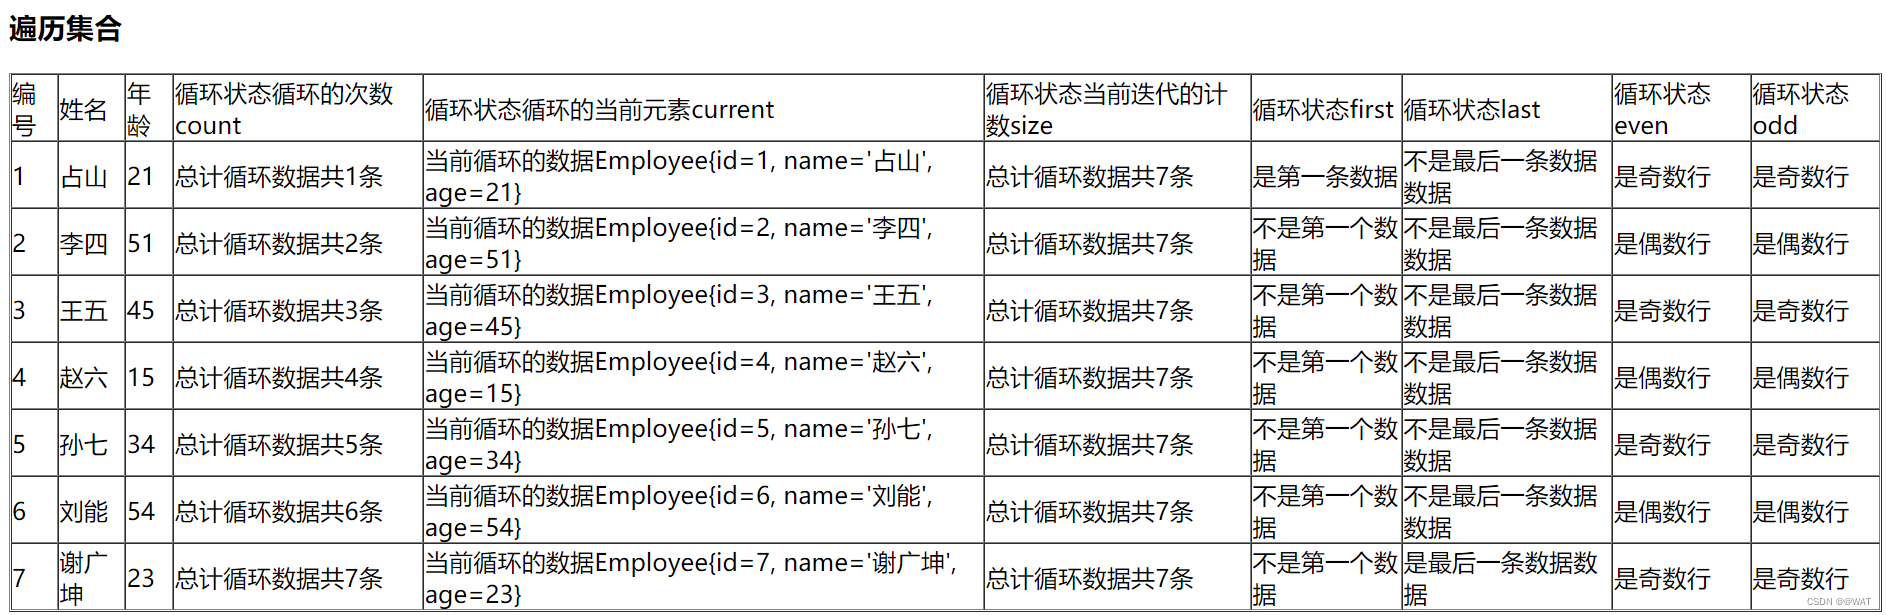 遍历集合
编
号
姓名
年
龄
循环状态循环的次数
count
循环状态循环的当前元素current
循环状态当前迭代的计
数size
循环状态first
循环状态last
循环状态
even
循环状态
odd
1
占山
21
总计循环数据共1条
当前循环的数据Employee{id=1, name='占山',
age=21}
总计循环数据共7条
是第一条数据
不是最后一条数据
数据
是奇数行
是奇数行
2
李四
51
总计循环数据共2条
当前循环的数据Employee{id=2, name='李四',
age=51}
总计循环数据共7条
不是第一个数
据
不是最后一条数据
数据
是偶数行
是偶数行
3
王五
45
总计循环数据共3条
当前循环的数据Employee{id=3, name='王五',
age=45}
总计循环数据共7条
不是第一个数
据
不是最后一条数据
数据
是奇数行
是奇数行
4
赵六
15
总计循环数据共4条
当前循环的数据Employee{id=4, name='赵六',
age=15}
总计循环数据共7条
不是第一个数
据
不是最后一条数据
数据
是偶数行
是偶数行
5
孙七
34
总计循环数据共5条
当前循环的数据Employee{id=5, name='孙七',
age=34}
总计循环数据共7条
不是第一个数
据
不是最后一条数据
数据
是奇数行
是奇数行
6
刘能
54
总计循环数据共6条
当前循环的数据Employee{id=6, name='刘能',
age=54}
总计循环数据共7条
不是第一个数
据
不是最后一条数据
数据
是偶数行
是偶数行
7
谢广
坤
23
总计循环数据共7条
当前循环的数据Employee{id=7, name='谢广坤',
age=23}
总计循环数据共7条
不是第一个数
据
是最后一条数据数
据
是奇数行
是奇数行
CSDN @@WAT